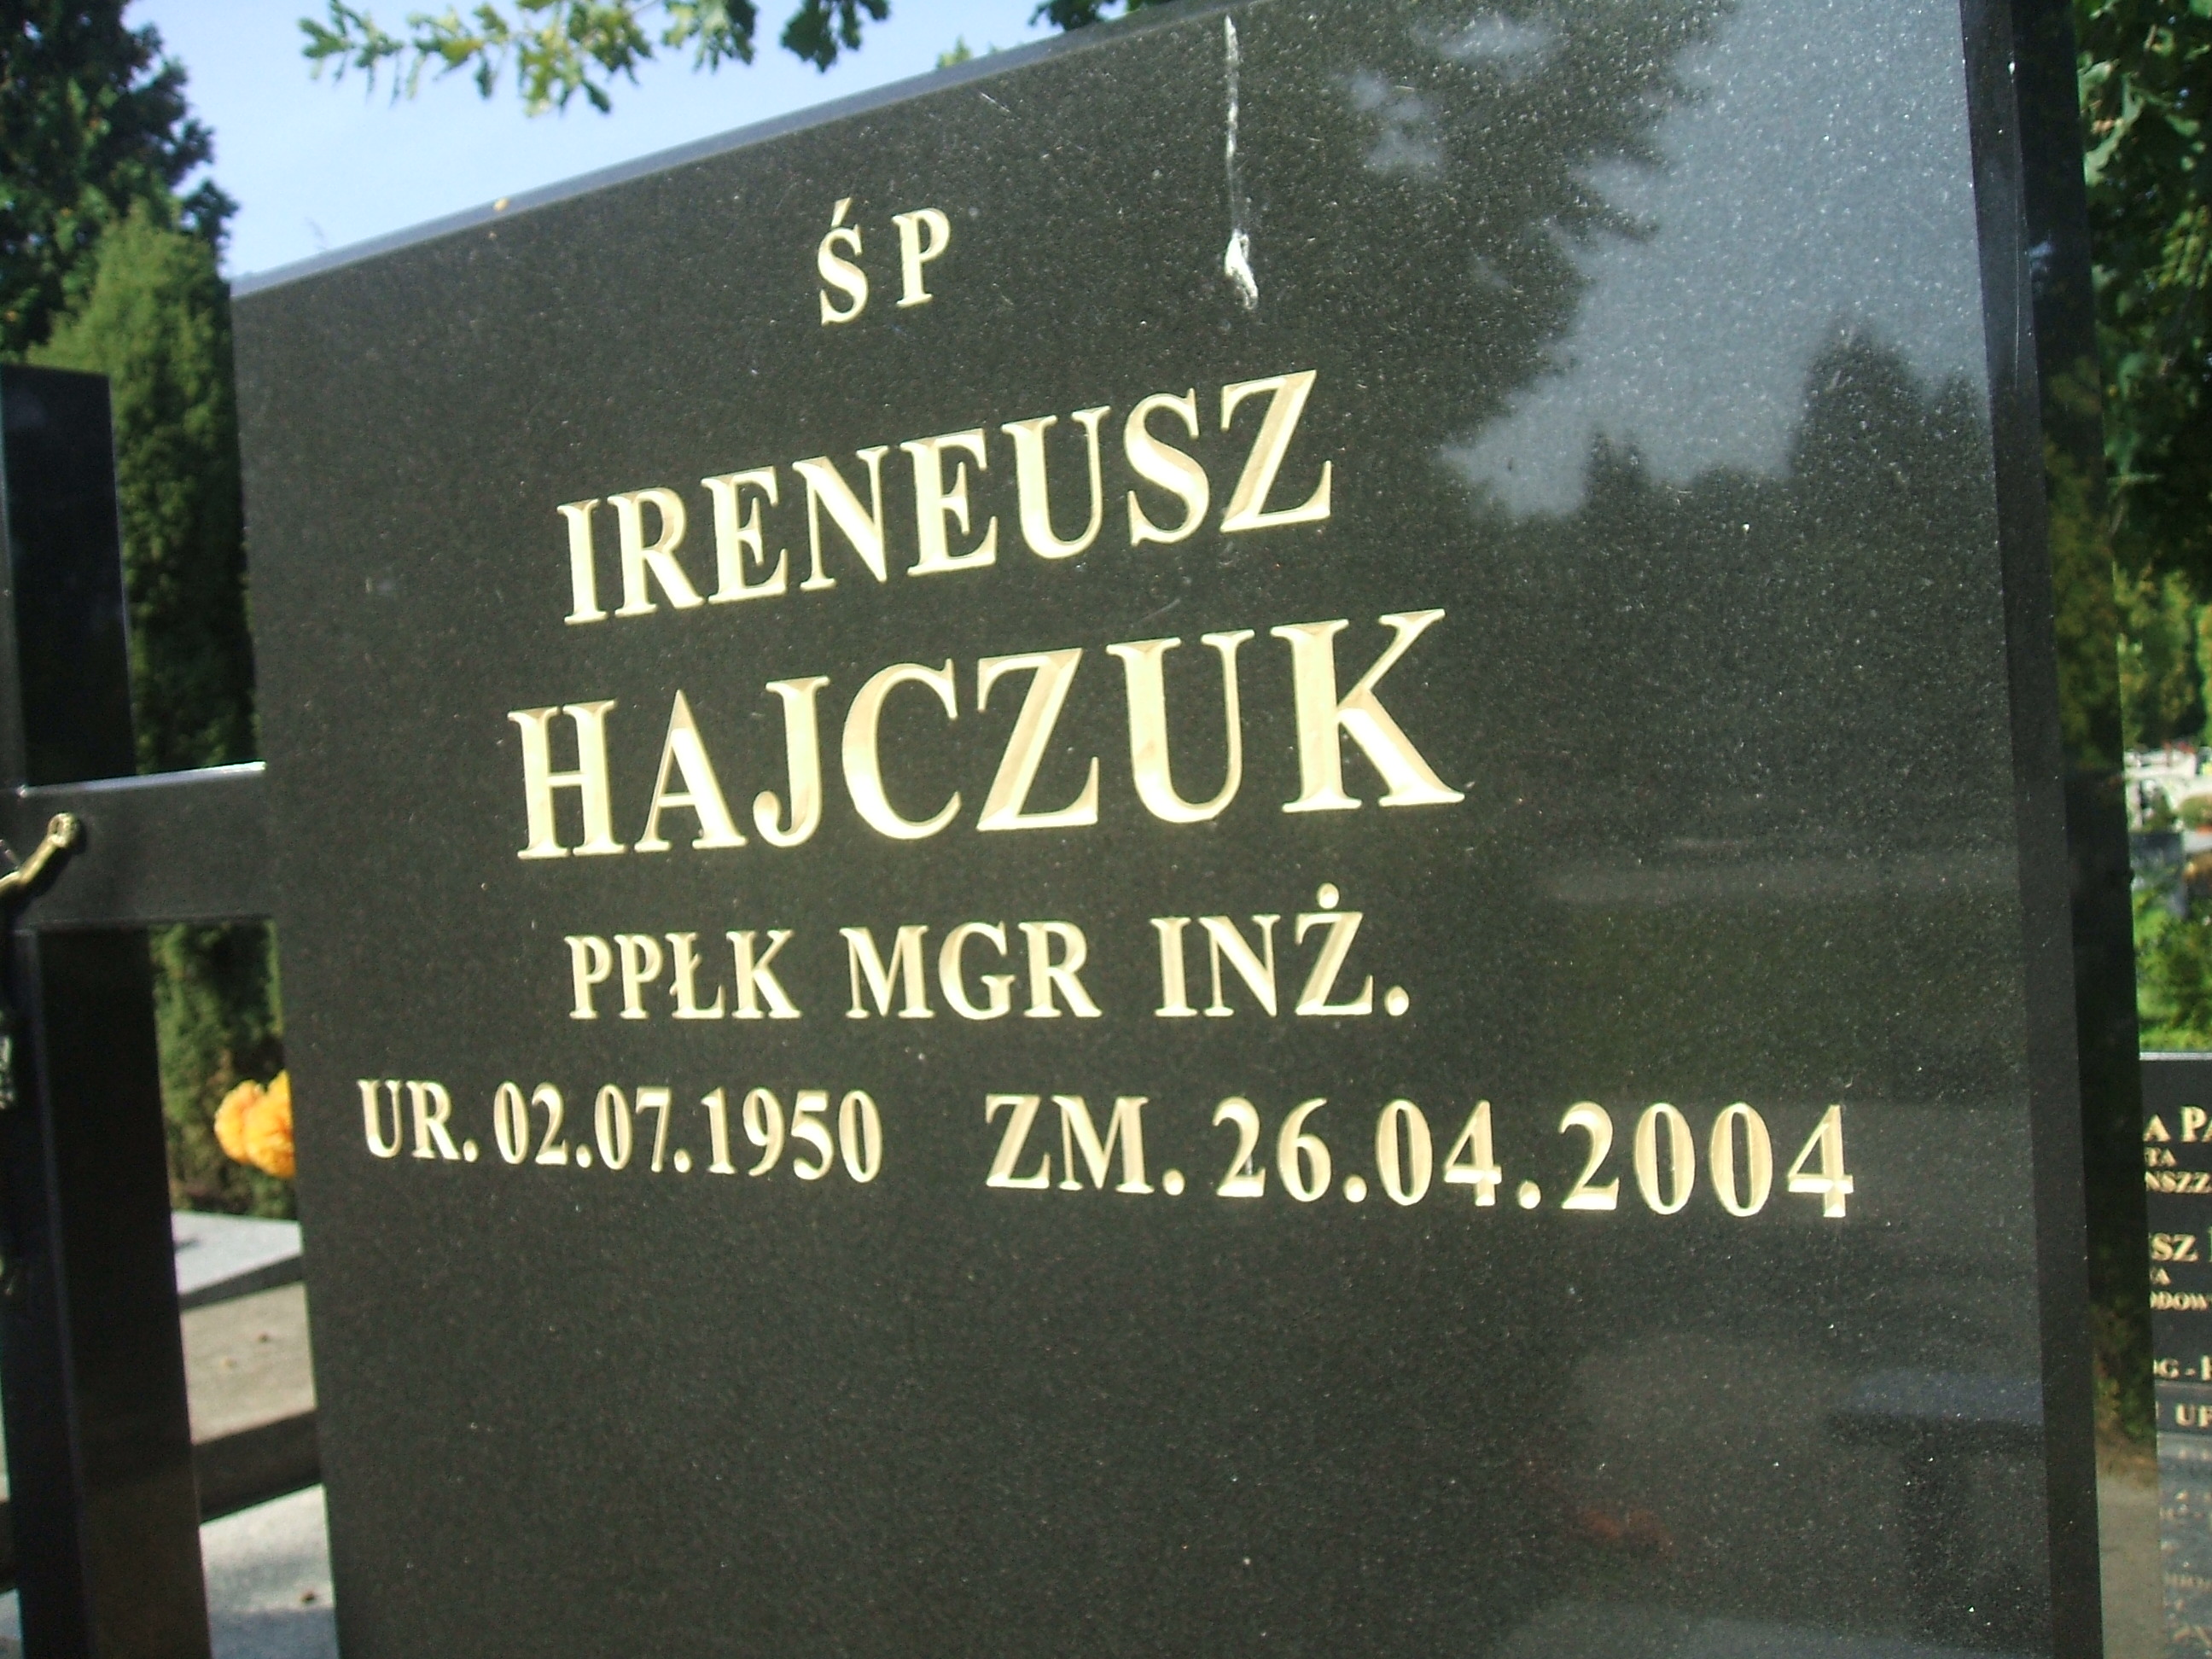 ŚP
IRENEUSZ
HAJCZUK
PPŁK MGR INŻ.
UR. 02.07.1950 ZM. 26.04.2004